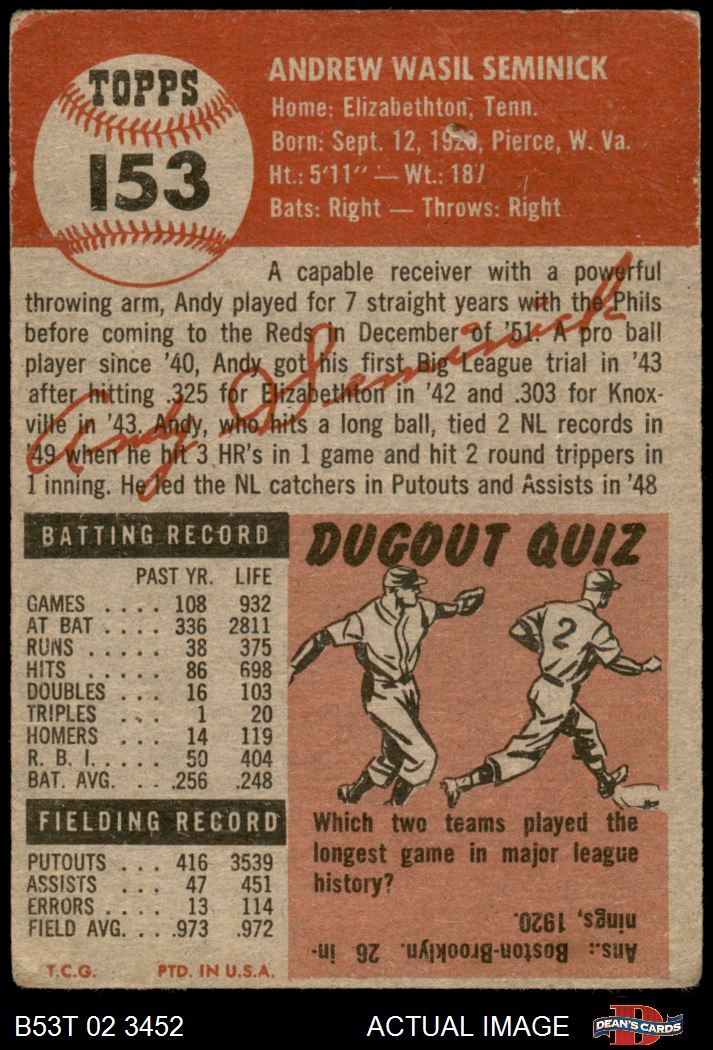 TOPPS
153
ANDREW WASIL SEMINICK
Home: Elizabethton, Tenn.
Born: Sept. 12, 1920, Pierce, W. Va.
Ht.: 5'11" — Wt.: 187
Bats: Right — Throws: Right
A capable receiver with a powerful
throwing arm, Andy played for 7 straight years with the Phils
before coming to the Reds in December of '51. A pro ball
player since '40, Andy got his first Big League trial in '43
after hitting .325 for Elizabethton in '42 and .303 for Knox-
ville in '43. Andy, who hits a long ball, tied 2 NL records in
'49 when he hit 3 HR's in 1 game and hit 2 round trippers in
1 inning. He led the NL catchers in Putouts and Assists in '48
Andy Seminick
BATTING RECORD
PAST YR. LIFE
GAMES .... 108 932
AT BAT .... 336 2811
RUNS ..... 38 375
HITS ..... 86 698
DOUBLES ... 16 103
TRIPLES ... 1 20
HOMERS ... 14 119
R. B. I..... 50 404
BAT. AVG. ... .256 .248
FIELDING RECORD
PUTOUTS ... 416 3539
ASSISTS ... 47 451
ERRORS .... 13 114
FIELD AVG. ... .973 .972
T.C.G. PTD. IN U.S.A.
DUGOUT QUIZ
2
Which two teams played the
longest game in major league
history?
Ans.: Boston-Brooklyn. 26 in-
nings, 1920.
B53T 02 3452 ACTUAL IMAGE
D
DEAN'S CARDS